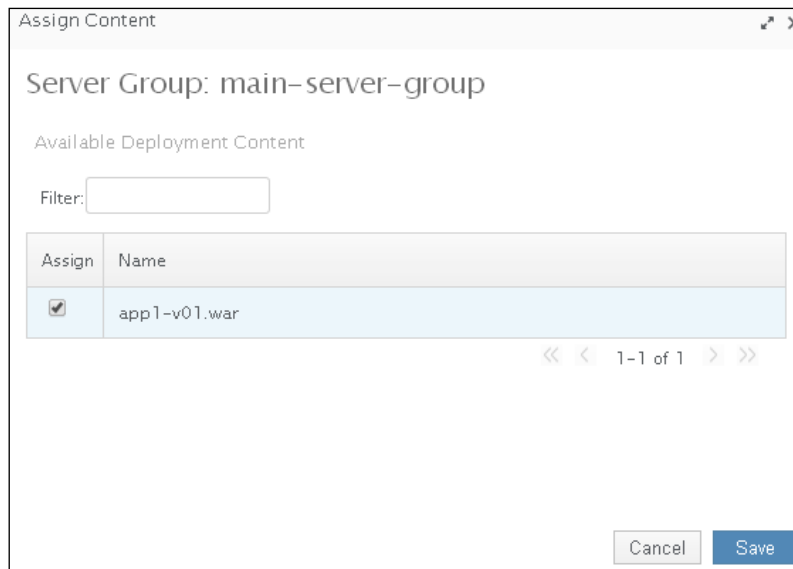 Assign Content
Server Group: main-server-group
Available Deployment Content
Filter:
Assign Name
app1-v01.war
1-1 of 1
Cancel Save